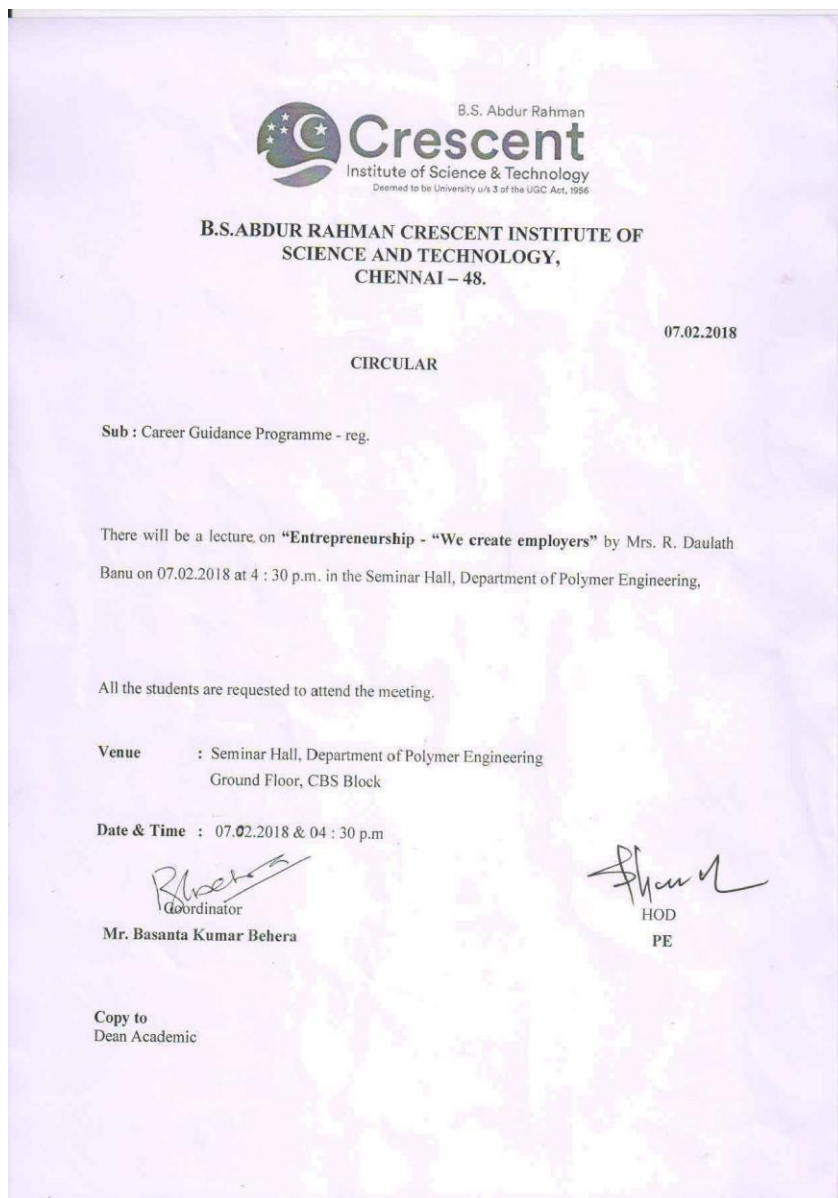 B.S. Abdur Rahman
Crescent
Institute of Science & Technology
Deemed to be University u/s 3 of the UGC Act, 1956
B.S.ABDUR RAHMAN CRESCENT INSTITUTE OF
SCIENCE AND TECHNOLOGY,
CHENNAI – 48.
07.02.2018
CIRCULAR
Sub : Career Guidance Programme - reg.
There will be a lecture on “Entrepreneurship - “We create employers” by Mrs. R. Daulath
Banu on 07.02.2018 at 4 : 30 p.m. in the Seminar Hall, Department of Polymer Engineering,
All the students are requested to attend the meeting.
Venue : Seminar Hall, Department of Polymer Engineering
Ground Floor, CBS Block
Date & Time : 07.02.2018 & 04 : 30 p.m
Coordinator
Mr. Basanta Kumar Behera
HOD
PE
Copy to
Dean Academic